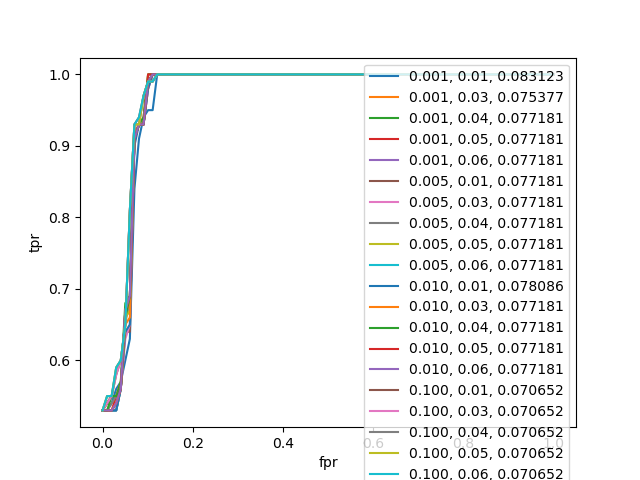 1.0
0.9
0.8
0.7
0.6
tpr
0.0
0.2
0.4
0.6
0.8
1.0
fpr
0.001, 0.01, 0.083123
0.001, 0.03, 0.075377
0.001, 0.04, 0.077181
0.001, 0.05, 0.077181
0.001, 0.06, 0.077181
0.005, 0.01, 0.077181
0.005, 0.03, 0.077181
0.005, 0.04, 0.077181
0.005, 0.05, 0.077181
0.005, 0.06, 0.077181
0.010, 0.01, 0.078086
0.010, 0.03, 0.077181
0.010, 0.04, 0.077181
0.010, 0.05, 0.077181
0.010, 0.06, 0.077181
0.100, 0.01, 0.070652
0.100, 0.03, 0.070652
0.100, 0.04, 0.070652
0.100, 0.05, 0.070652
0.100, 0.06, 0.070652